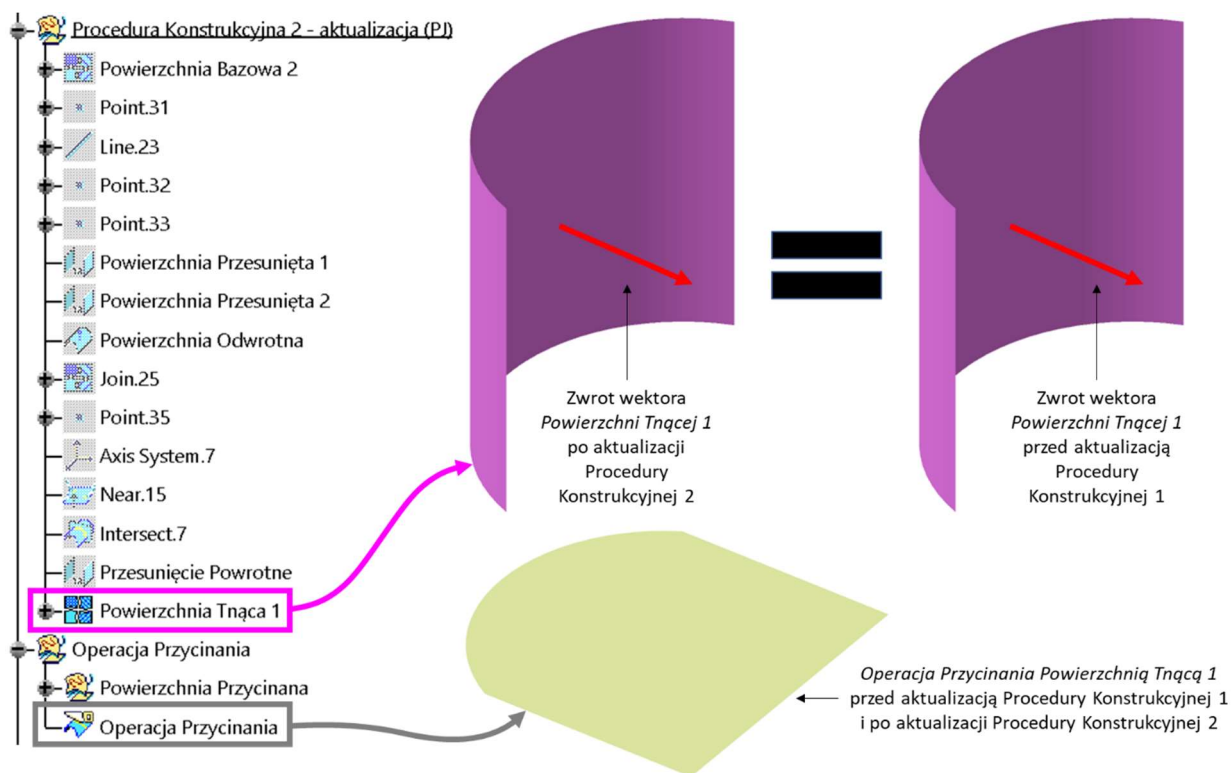 Procedura Konstrukcyjna 2 - aktualizacja (PJ)
Powierzchnia Bazowa 2
Point.31
Line.23
Point.32
Point.33
Powierzchnia Przesunięta 1
Powierzchnia Przesunięta 2
Powierzchnia Odwrotna
Join.25
Point.35
Axis System.7
Near.15
Intersect.7
Przesunięcie Powrotne
Powierzchnia Tnąca 1
Operacja Przycinania
Powierzchnia Przycinana
Operacja Przycinania
Zwrot wektora
Powierzchni Tnącej 1
po aktualizacji
Procedury
Konstrukcyjnej 2
Zwrot wektora
Powierzchni Tnącej 1
przed aktualizacją
Procedury
Konstrukcyjnej 1
Operacja Przycinania Powierzchnią Tnącą 1
przed aktualizacją Procedury Konstrukcyjnej 1
i po aktualizacji Procedury Konstrukcyjnej 2